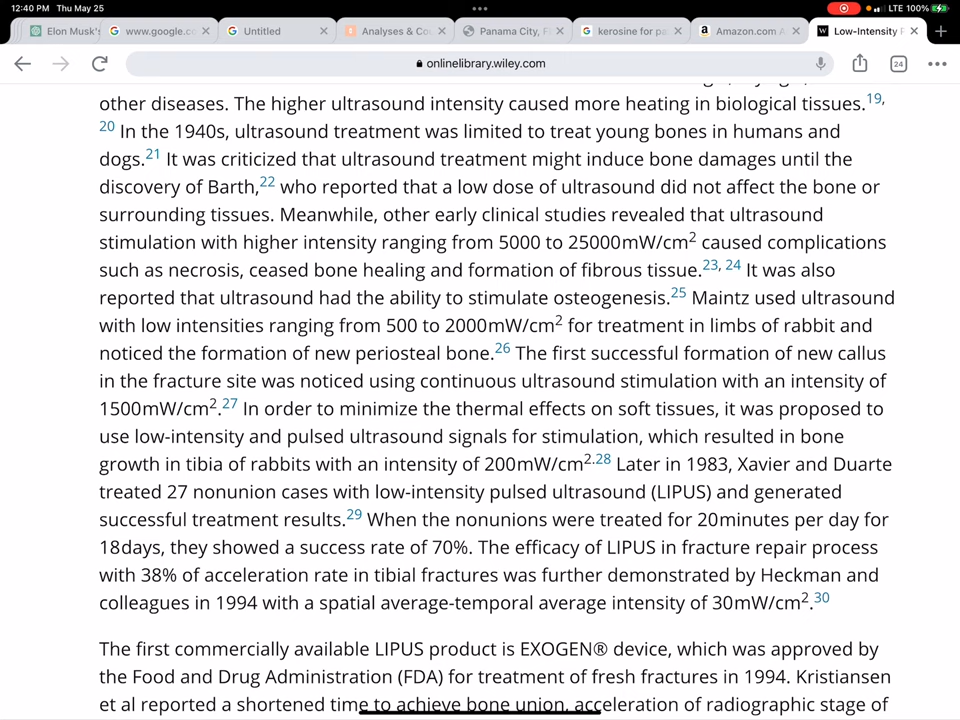 12:40 PM Thu May 25
LTE 100%
Elon Musk's
www.google.c
Untitled
Analyses & Co
Panama City, F
kerosine for pa
Amazon.com
Low-Intensity
onlinelibrary.wiley.com
24
other diseases. The higher ultrasound intensity caused more heating in biological tissues.19,
20 In the 1940s, ultrasound treatment was limited to treat young bones in humans and
dogs.21 It was criticized that ultrasound treatment might induce bone damages until the
discovery of Barth,22 who reported that a low dose of ultrasound did not affect the bone or
surrounding tissues. Meanwhile, other early clinical studies revealed that ultrasound
stimulation with higher intensity ranging from 5000 to 25000mW/cm2 caused complications
such as necrosis, ceased bone healing and formation of fibrous tissue.23, 24 It was also
reported that ultrasound had the ability to stimulate osteogenesis.25 Maintz used ultrasound
with low intensities ranging from 500 to 2000mW/cm2 for treatment in limbs of rabbit and
noticed the formation of new periosteal bone.26 The first successful formation of new callus
in the fracture site was noticed using continuous ultrasound stimulation with an intensity of
1500mW/cm2.27 In order to minimize the thermal effects on soft tissues, it was proposed to
use low-intensity and pulsed ultrasound signals for stimulation, which resulted in bone
growth in tibia of rabbits with an intensity of 200mW/cm2.28 Later in 1983, Xavier and Duarte
treated 27 nonunion cases with low-intensity pulsed ultrasound (LIPUS) and generated
successful treatment results.29 When the nonunions were treated for 20minutes per day for
18days, they showed a success rate of 70%. The efficacy of LIPUS in fracture repair process
with 38% of acceleration rate in tibial fractures was further demonstrated by Heckman and
colleagues in 1994 with a spatial average-temporal average intensity of 30mW/cm2.30
The first commercially available LIPUS product is EXOGEN® device, which was approved by
the Food and Drug Administration (FDA) for treatment of fresh fractures in 1994. Kristiansen
et al reported a shortened time to achieve bone union, acceleration of radiographic stage of